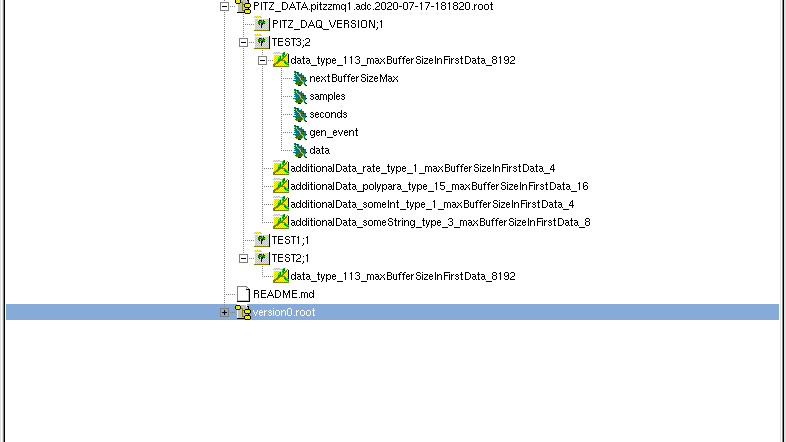 PITZ_DATA.pitzzmq1.adc.2020-07-17-181820.root
PITZ_DAQ_VERSION;1
TEST3;2
data_type_113_maxBufferSizeInFirstData_8192
nextBufferSizeMax
samples
seconds
gen_event
data
additionalData_rate_type_1_maxBufferSizeInFirstData_4
additionalData_polypara_type_15_maxBufferSizeInFirstData_16
additionalData_someInt_type_1_maxBufferSizeInFirstData_4
additionalData_someString_type_3_maxBufferSizeInFirstData_8
TEST1;1
TEST2;1
data_type_113_maxBufferSizeInFirstData_8192
README.md
version0.root